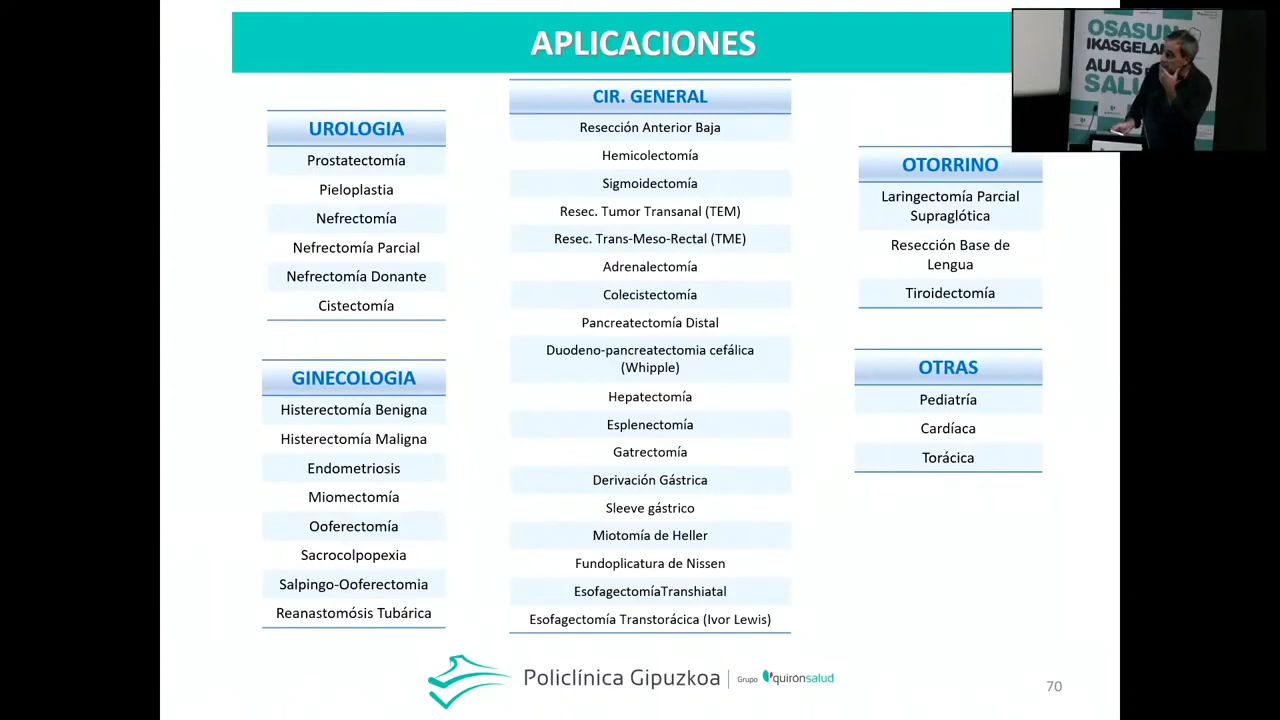 APLICACIONES
UROLOGIA
Prostatectomía
Pieloplastia
Nefrectomía
Nefrectomía Parcial
Nefrectomía Donante
Cistectomía
GINECOLOGIA
Histerectomía Benigna
Histerectomía Maligna
Endometriosis
Miomectomía
Ooferectomía
Sacrocolpopexia
Salpingo-Ooferectomia
Reanastomósis Tubárica
CIR. GENERAL
Resección Anterior Baja
Hemicolectomía
Sigmoidectomía
Resec. Tumor Transanal (TEM)
Resec. Trans-Meso-Rectal (TME)
Adrenalectomía
Colecistectomía
Pancreatectomía Distal
Duodeno-pancreatectomia cefálica
(Whipple)
Hepatectomía
Esplenectomía
Gatrectomía
Derivación Gástrica
Sleeve gástrico
Miotomía de Heller
Fundoplicatura de Nissen
EsofagectomíaTranshiatal
Esofagectomía Transtorácica (Ivor Lewis)
OTORRINO
Laringectomía Parcial
Supraglótica
Resección Base de
Lengua
Tiroidectomía
OTRAS
Pediatría
Cardíaca
Torácica
OSASUN
IKASGELA
AULAS
SALU
Policlínica Gipuzkoa
Grupo quironsalud
70